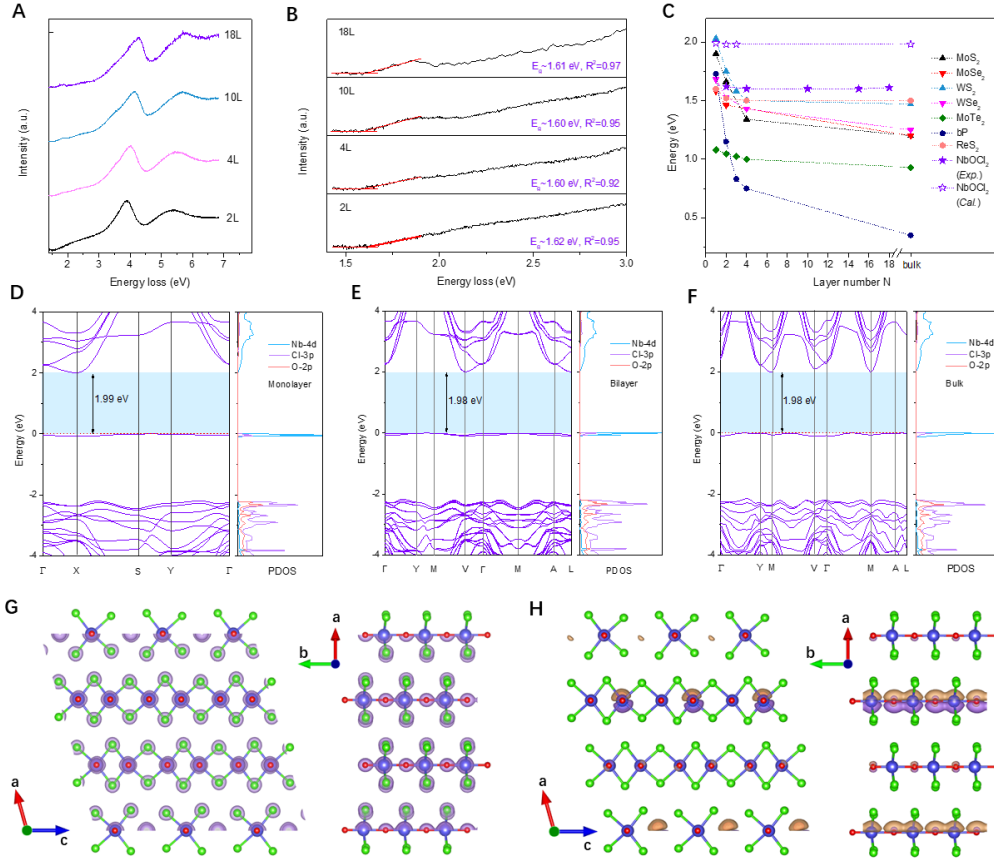 A
18L
10L
4L
2L
Intensity (a.u.)
2 3 4 5 6 7
Energy loss (eV)
B
18L
Eg~1.61 eV, R²=0.97
10L
Eg~1.60 eV, R²=0.95
4L
Eg~1.60 eV, R²=0.92
2L
Eg~1.62 eV, R²=0.95
Intensity (a.u.)
1.5 2.0 2.5 3.0
Energy loss (eV)
C
2.0
1.5
1.0
0.5
Energy (eV)
0 2 4 6 8 10 12 14 16 18 bulk
Layer number N
MoS₂
MoSe₂
WS₂
WSe₂
MoTe₂
bP
ReS₂
NbOCl₂
(Exp.)
NbOCl₂
(Cal.)
D
4
2
0
-2
-4
Energy (eV)
1.99 eV
Nb-4d
Cl-3p
O-2p
Monolayer
Γ X S Y Γ PDOS
E
4
2
0
-2
-4
Energy (eV)
1.98 eV
Nb-4d
Cl-3p
O-2p
Bilayer
Γ Y M V Γ M A L PDOS
F
4
2
0
-2
-4
Energy (eV)
1.98 eV
Nb-4d
Cl-3p
O-2p
Bulk
Γ Y M V Γ M A L PDOS
G
a
b
a
c
H
a
b
a
c